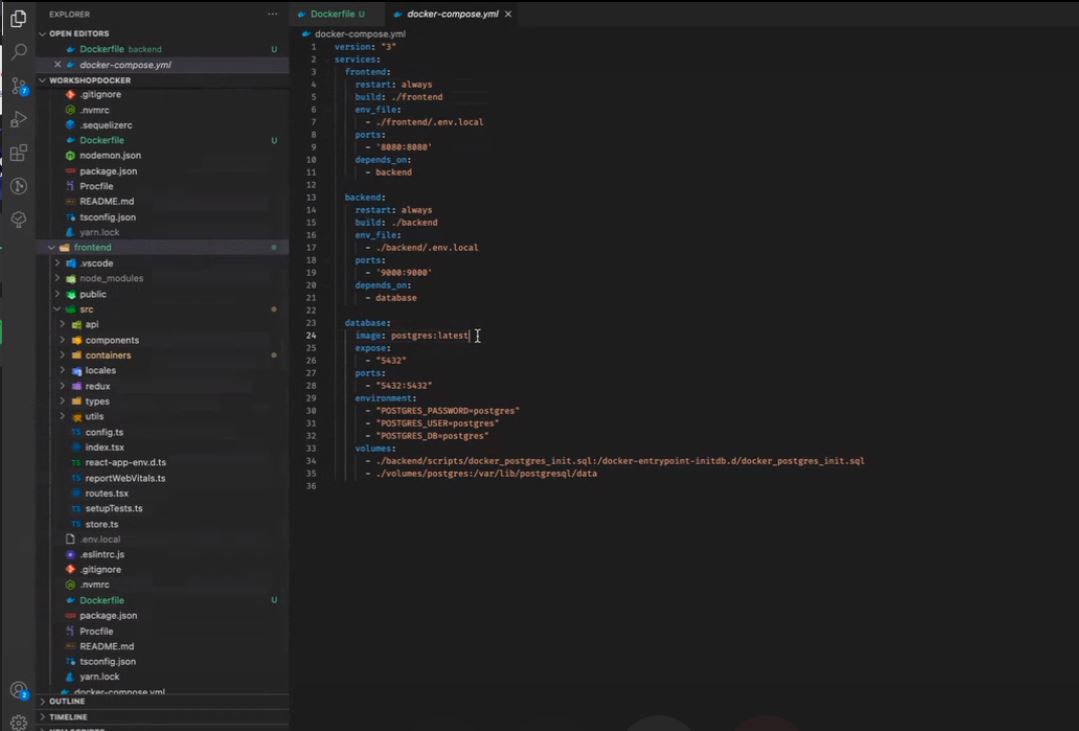 EXPLORER
OPEN EDITORS
Dockerfile backend U
docker-compose.yml
WORKSHOPDOCKER
.gitignore
.nvmrc
.sequelizerc
Dockerfile U
nodemon.json
package.json
Procfile
README.md
tsconfig.json
yarn.lock
frontend
.vscode
node_modules
public
src
api
components
containers
locales
redux
types
utils
config.ts
index.tsx
react-app-env.d.ts
reportWebVitals.ts
routes.tsx
setupTests.ts
store.ts
.env.local
.eslintrc.js
.gitignore
.nvmrc
Dockerfile U
package.json
Procfile
README.md
tsconfig.json
yarn.lock
docker-compose.yml
OUTLINE
TIMELINE
Dockerfile U
docker-compose.yml
docker-compose.yml
1 version: "3"
2 services:
3 frontend:
4 restart: always
5 build: ./frontend
6 env_file:
7 - ./frontend/.env.local
8 ports:
9 - '8080:8080'
10 depends_on:
11 - backend
12
13 backend:
14 restart: always
15 build: ./backend
16 env_file:
17 - ./backend/.env.local
18 ports:
19 - '9000:9000'
20 depends_on:
21 - database
22
23 database:
24 image: postgres:latest
25 expose:
26 - "5432"
27 ports:
28 - "5432:5432"
29 environment:
30 - "POSTGRES_PASSWORD=postgres"
31 - "POSTGRES_USER=postgres"
32 - "POSTGRES_DB=postgres"
33 volumes:
34 - ./backend/scripts/docker_postgres_init.sql:/docker-entrypoint-initdb.d/docker_postgres_init.sql
35 - ./volumes/postgres:/var/lib/postgresql/data
36
7
2